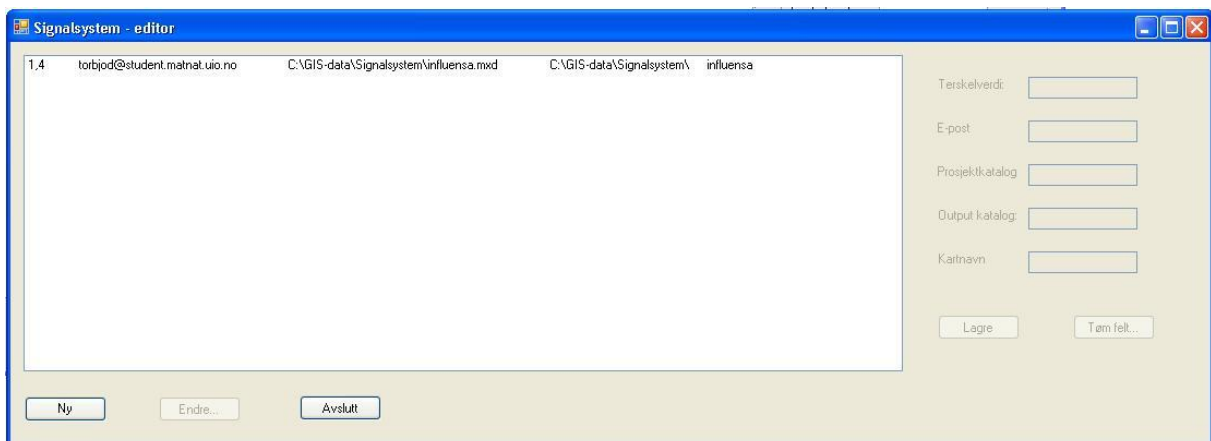 Signalsystem - editor
1,4 torbjod@student.matnat.uio.no C:\GIS-data\Signalsystem\influensa.mxd C:\GIS-data\Signalsystem\ influensa
Terskelverdi:
E-post
Prosjektkatalog
Output katalog:
Kartnavn
Lagre Tøm felt...
Ny Endre... Avslutt